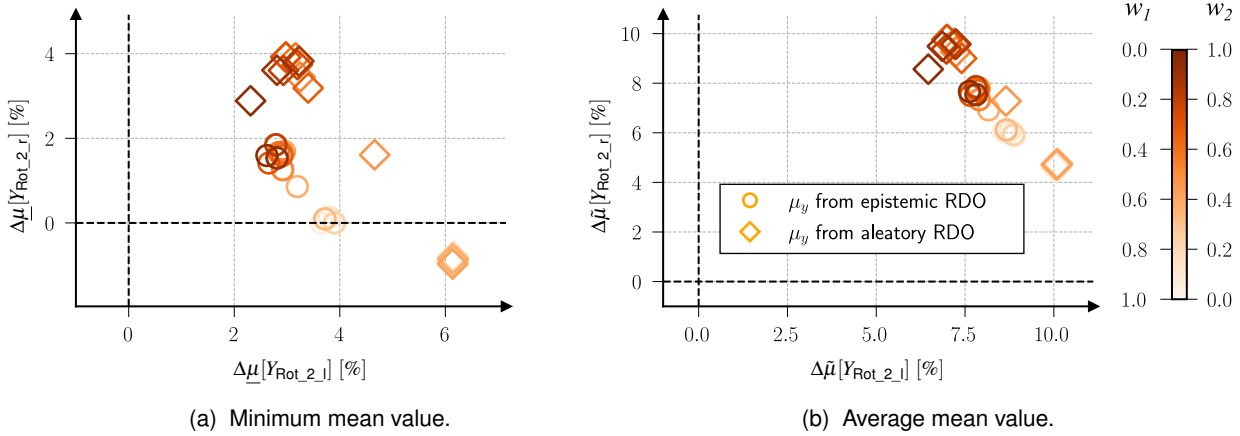 4
2
0
Δμ[Y_Rot_2_r] [%]
0
2
4
6
Δμ[Y_Rot_2_l] [%]
(a) Minimum mean value.
10
8
6
4
2
0
Δμ̃[Y_Rot_2_r] [%]
μ_y from epistemic RDO
μ_y from aleatory RDO
0.0
2.5
5.0
7.5
10.0
Δμ̃[Y_Rot_2_l] [%]
(b) Average mean value.
w_1 w_2
0.0 1.0
0.2 0.8
0.4 0.6
0.6 0.4
0.8 0.2
1.0 0.0